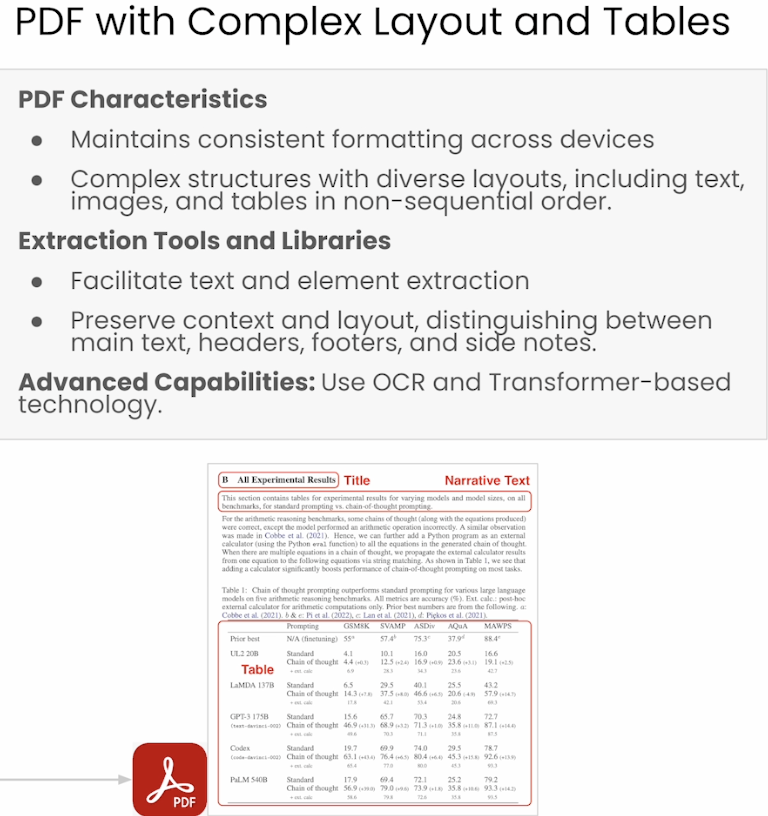 PDF with Complex Layout and Tables
PDF Characteristics
● Maintains consistent formatting across devices
● Complex structures with diverse layouts, including text,
images, and tables in non-sequential order.
Extraction Tools and Libraries
● Facilitate text and element extraction
● Preserve context and layout, distinguishing between
main text, headers, footers, and side notes.
Advanced Capabilities: Use OCR and Transformer-based
technology.
B All Experimental Results Title Narrative Text
This section contains tables for experimental results for varying models and model sizes, on all
benchmarks, for standard prompting vs. chain-of-thought prompting.
For the arithmetic reasoning benchmarks, some chains of thought (along with the equations produced)
were correct, except the model performed an arithmetic operation incorrectly. A similar observation
was made in Cobbe et al. (2021). Hence, we can further add a Python program as an external
calculator (using the Python eval function) to all the equations in the generated chain of thought.
When there are multiple equations in a chain of thought, we propagate the external calculator results
from one equation to the following equations via string matching. As shown in Table 1, we see that
adding a calculator significantly boosts performance of chain-of-thought prompting on most tasks.
Table 1: Chain of thought prompting outperforms standard prompting for various large language
models on five arithmetic reasoning benchmarks. All metrics are accuracy (%). Ext. calc.: post-hoc
external calculator for arithmetic computations only. Prior best numbers are from the following. a:
Cobbe et al. (2021). b & e: Pi et al. (2022), c: Lan et al. (2021), d: Piękos et al. (2021).
Prompting GSM8K SVAMP ASDiv AQuA MAWPS
Prior best N/A (finetuning) 55ᵃ 57.4ᵇ 75.3ᶜ 37.9ᵈ 88.4ᵉ
UL2 20B Standard 4.1 10.1 16.0 20.5 16.6
Chain of thought 4.4 (+0.3) 12.5 (+2.4) 16.9 (+0.9) 23.6 (+3.1) 19.1 (+2.5)
Table + ext. calc 6.9 28.3 34.3 23.6 42.7
LaMDA 137B Standard 6.5 29.5 40.1 25.5 43.2
Chain of thought 14.3 (+7.8) 37.5 (+8.0) 46.6 (+6.5) 20.6 (-4.9) 57.9 (+14.7)
+ ext. calc 17.8 42.1 53.4 20.6 69.3
GPT-3 175B Standard 15.6 65.7 70.3 24.8 72.7
(text-davinci-002) Chain of thought 46.9 (+31.3) 68.9 (+3.2) 71.3 (+1.0) 35.8 (+11.0) 87.1 (+14.4)
+ ext. calc 49.6 70.3 71.1 35.8 87.5
Codex Standard 19.7 69.9 74.0 29.5 78.7
(code-davinci-002) Chain of thought 63.1 (+43.4) 76.4 (+6.5) 80.4 (+6.4) 45.3 (+15.8) 92.6 (+13.9)
+ ext. calc 65.4 77.0 80.0 45.3 93.3
PaLM 540B Standard 17.9 69.4 72.1 25.2 79.2
Chain of thought 56.9 (+39.0) 79.0 (+9.6) 73.9 (+1.8) 35.8 (+10.6) 93.3 (+14.2)
+ ext. calc 58.6 79.8 72.6 35.8 93.5
PDF